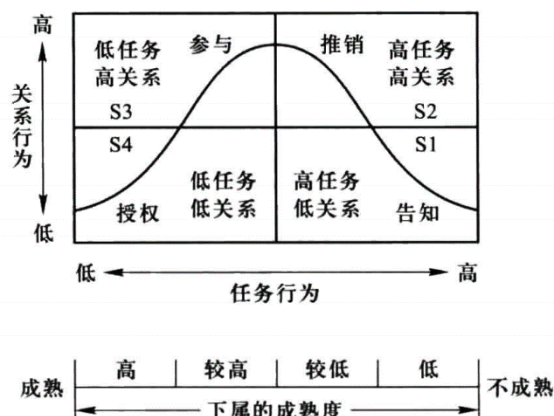 高
关系行为
低
低任务
高关系
参与
推销
高任务
高关系
S3
S2
S4
S1
低任务
低关系
高任务
低关系
授权
告知
低
高
任务行为
成熟
高
较高
较低
低
不成熟
下属的成熟度